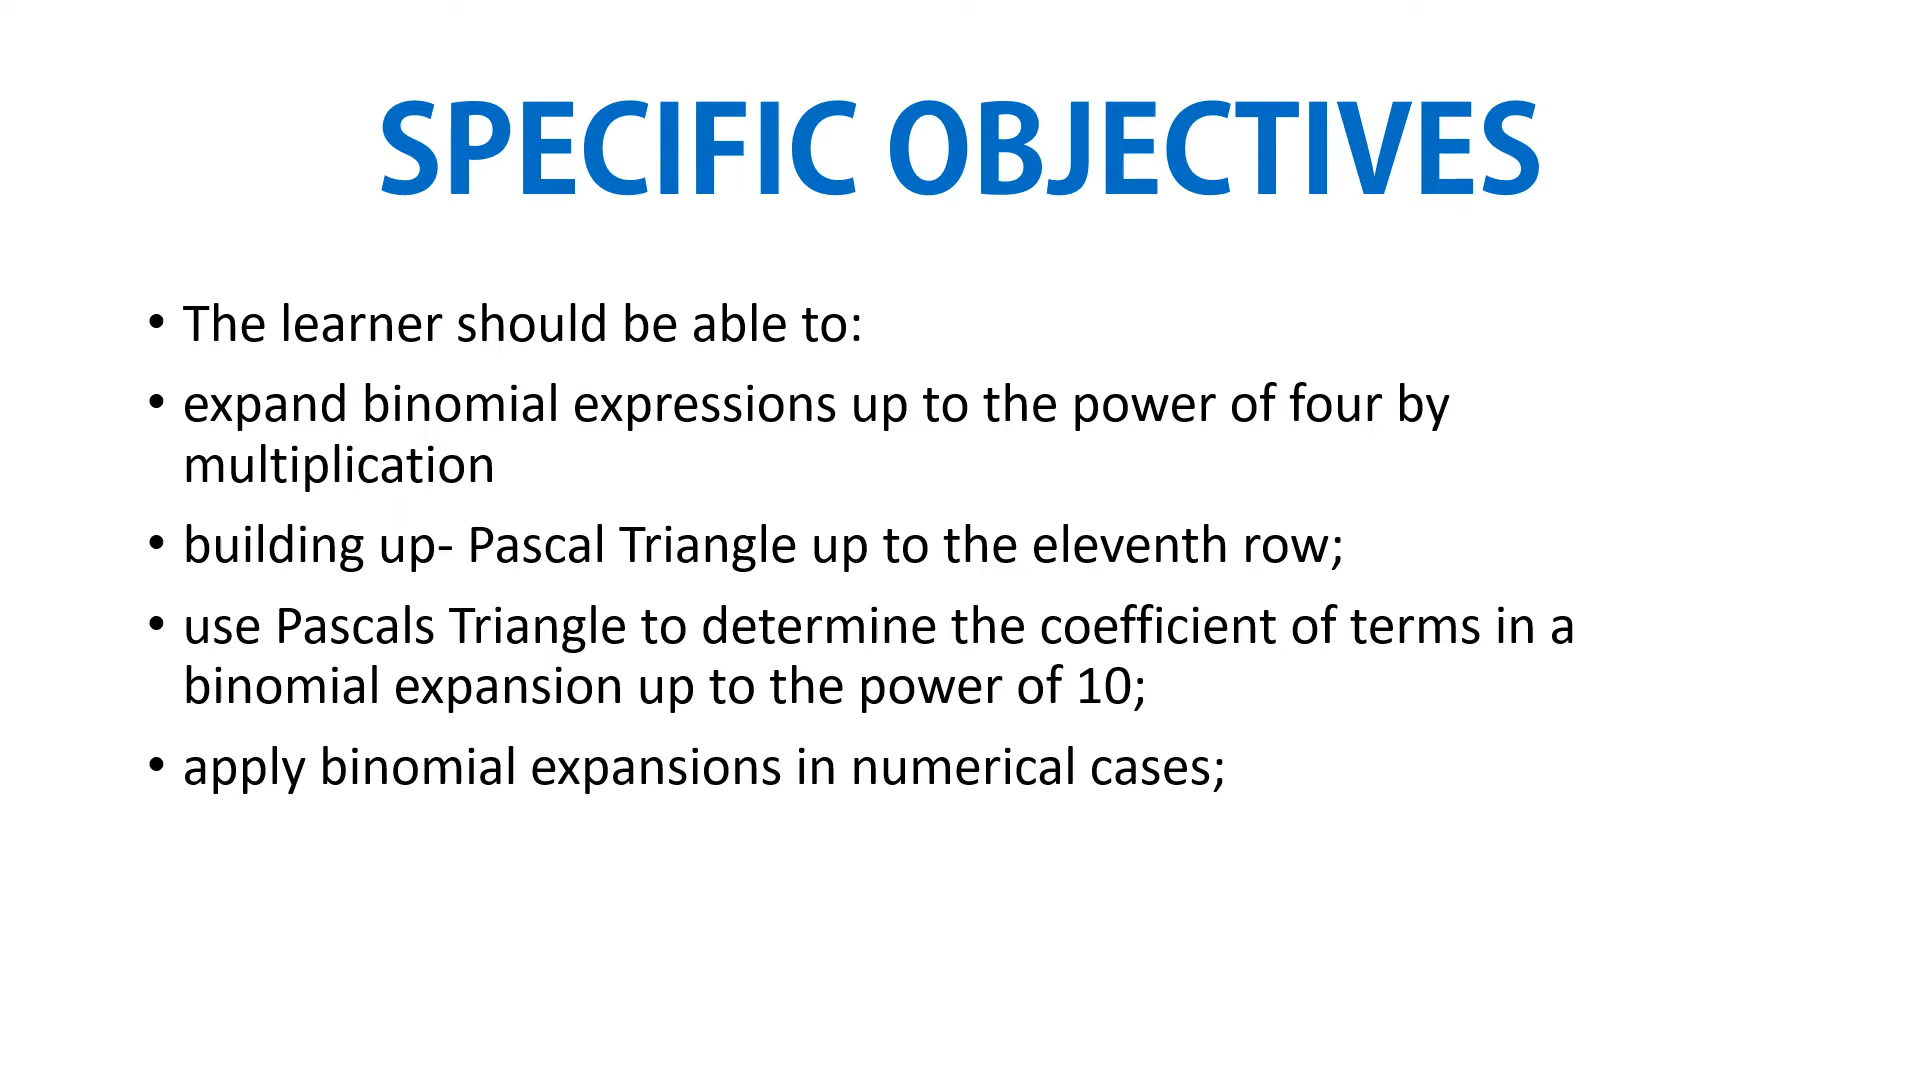 SPECIFIC OBJECTIVES
• The learner should be able to:
• expand binomial expressions up to the power of four by
multiplication
• building up- Pascal Triangle up to the eleventh row;
• use Pascals Triangle to determine the coefficient of terms in a
binomial expansion up to the power of 10;
• apply binomial expansions in numerical cases;